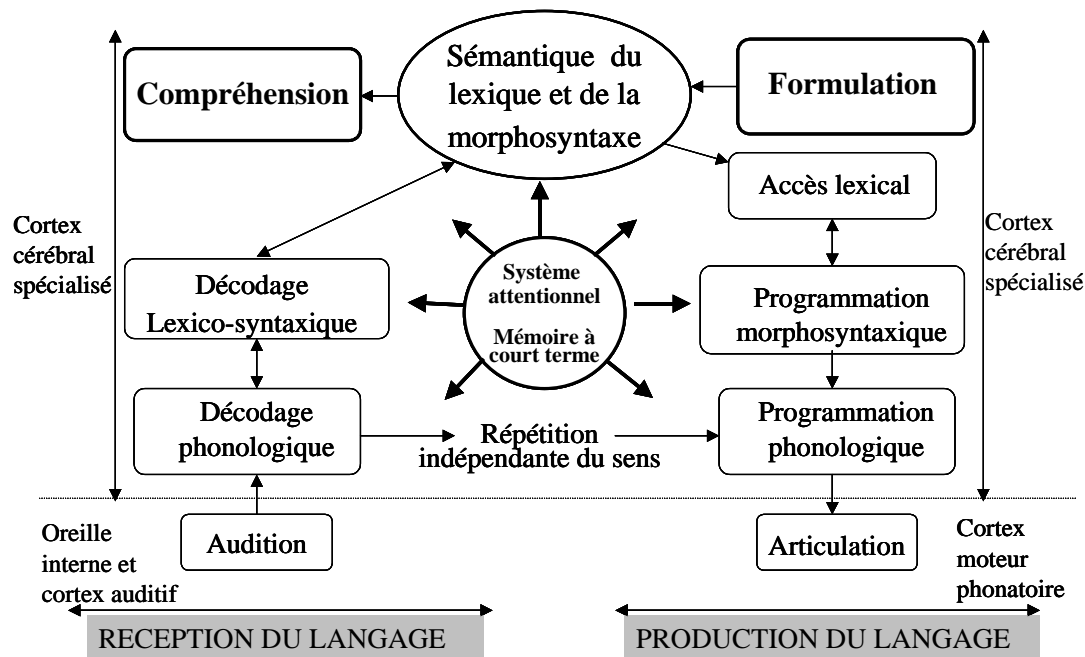 Sémantique du
lexique et de la
morphosyntaxe
Compréhension
Formulation
Accès lexical
Cortex
cérébral
spécialisé
Cortex
cérébral
spécialisé
Décodage
Lexico-syntaxique
Système
attentionnel
Mémoire à
court terme
Programmation
morphosyntaxique
Décodage
phonologique
Répétition
indépendante du sens
Programmation
phonologique
Oreille
interne et
cortex auditif
Audition
Articulation
Cortex
moteur
phonatoire
RECEPTION DU LANGAGE
PRODUCTION DU LANGAGE